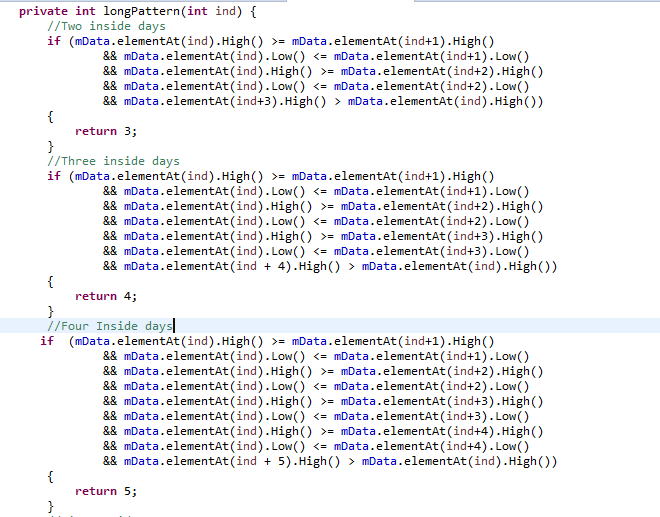 private int longPattern(int ind) {
    //Two inside days
    if (mData.elementAt(ind).High() >= mData.elementAt(ind+1).High()
            && mData.elementAt(ind).Low() <= mData.elementAt(ind+1).Low()
            && mData.elementAt(ind).High() >= mData.elementAt(ind+2).High()
            && mData.elementAt(ind).Low() <= mData.elementAt(ind+2).Low()
            && mData.elementAt(ind+3).High() > mData.elementAt(ind).High())
    {
        return 3;
    }
    //Three inside days
    if (mData.elementAt(ind).High() >= mData.elementAt(ind+1).High()
            && mData.elementAt(ind).Low() <= mData.elementAt(ind+1).Low()
            && mData.elementAt(ind).High() >= mData.elementAt(ind+2).High()
            && mData.elementAt(ind).Low() <= mData.elementAt(ind+2).Low()
            && mData.elementAt(ind).High() >= mData.elementAt(ind+3).High()
            && mData.elementAt(ind).Low() <= mData.elementAt(ind+3).Low()
            && mData.elementAt(ind + 4).High() > mData.elementAt(ind).High())
    {
        return 4;
    }
    //Four Inside days
   if  (mData.elementAt(ind).High() >= mData.elementAt(ind+1).High()
            && mData.elementAt(ind).Low() <= mData.elementAt(ind+1).Low()
            && mData.elementAt(ind).High() >= mData.elementAt(ind+2).High()
            && mData.elementAt(ind).Low() <= mData.elementAt(ind+2).Low()
            && mData.elementAt(ind).High() >= mData.elementAt(ind+3).High()
            && mData.elementAt(ind).Low() <= mData.elementAt(ind+3).Low()
            && mData.elementAt(ind).High() >= mData.elementAt(ind+4).High()
            && mData.elementAt(ind).Low() <= mData.elementAt(ind+4).Low()
            && mData.elementAt(ind + 5).High() > mData.elementAt(ind).High())
    {
        return 5;
    }